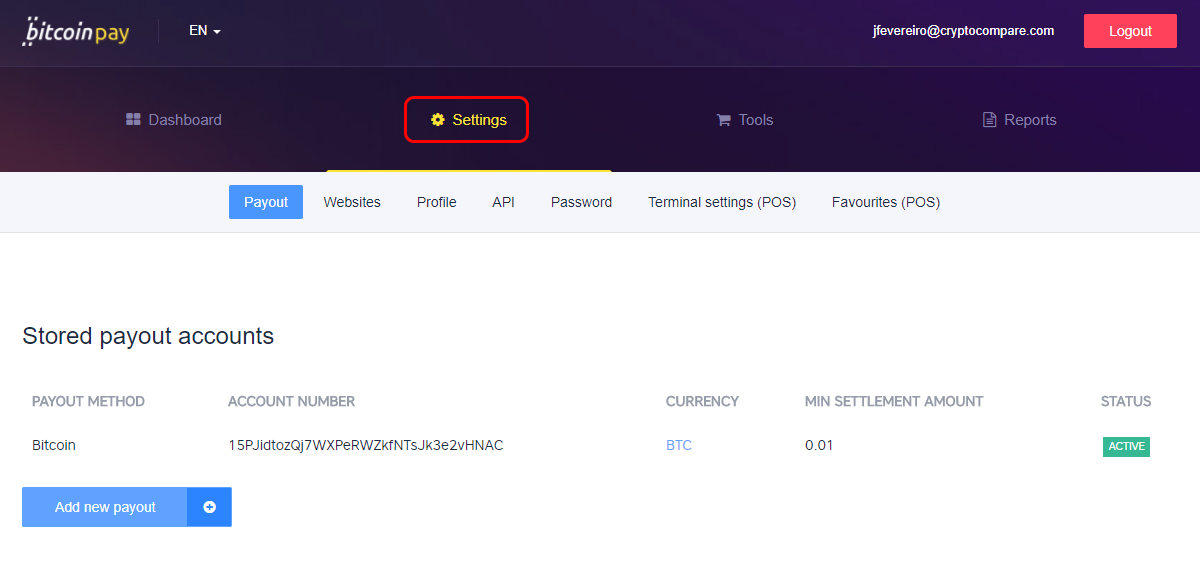 bitcoinpay EN jfevereiro@cryptocompare.com Logout
Dashboard Settings Tools Reports
Payout Websites Profile API Password Terminal settings (POS) Favourites (POS)
Stored payout accounts
PAYOUT METHOD ACCOUNT NUMBER CURRENCY MIN SETTLEMENT AMOUNT STATUS
Bitcoin 15PJidtozQj7WXPeRWZkfNTsJk3e2vHNAC BTC 0.01 ACTIVE
Add new payout